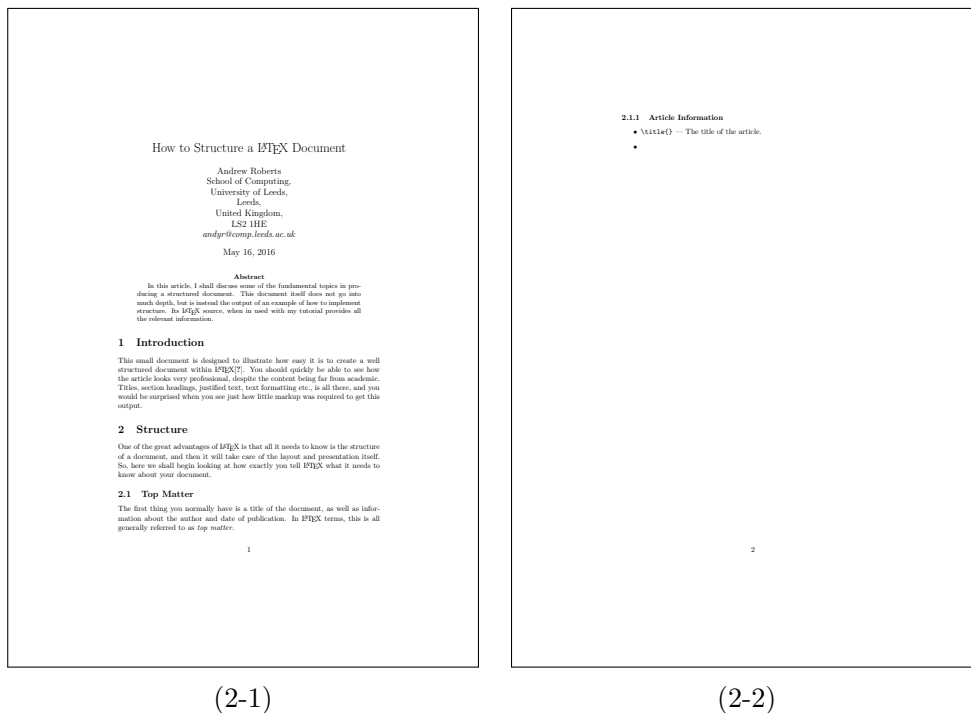 How to Structure a LATEX Document
Andrew Roberts
School of Computing,
University of Leeds,
Leeds,
United Kingdom,
LS2 1HE
andyr@comp.leeds.ac.uk
May 16, 2016
Abstract
In this article, I shall discuss some of the fundamental topics in pro-
ducing a structured document. This document itself does not go into
much depth, but is instead the output of an example of how to implement
structure. Its LATEX source, when in used with my tutorial provides all
the relevant information.
1 Introduction
This small document is designed to illustrate how easy it is to create a well
structured document within LATEX[?]. You should quickly be able to see how
the article looks very professional, despite the content being far from academic.
Titles, section headings, justified text, text formatting etc., is all there, and you
would be surprised when you see just how little markup was required to get this
output.
2 Structure
One of the great advantages of LATEX is that all it needs to know is the structure
of a document, and then it will take care of the layout and presentation itself.
So, here we shall begin looking at how exactly you tell LATEX what it needs to
know about your document.
2.1 Top Matter
The first thing you normally have is a title of the document, as well as infor-
mation about the author and date of publication. In LATEX terms, this is all
generally referred to as top matter.
1
(2-1)
2.1.1 Article Information
• \title{} — The title of the article.
•
2
(2-2)